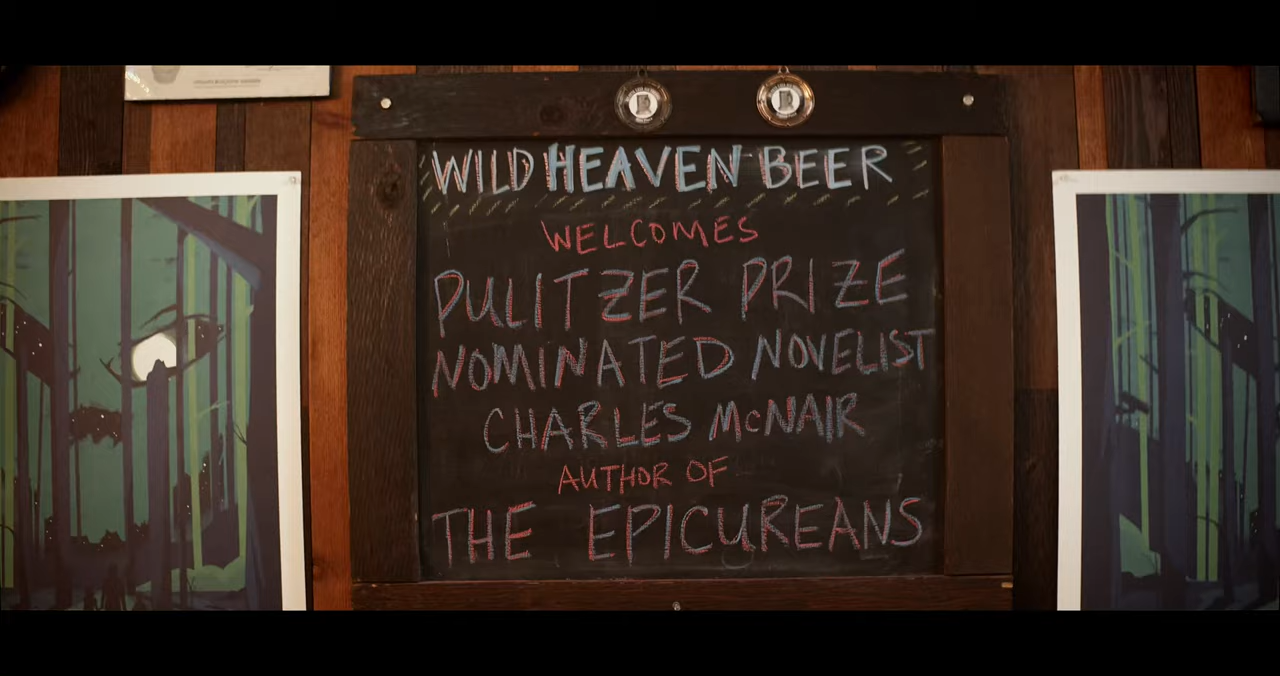 WILD HEAVEN BEER
WELCOMES
PULITZER PRIZE
NOMINATED NOVELIST
CHARLES McNAIR
AUTHOR OF
THE EPICUREANS